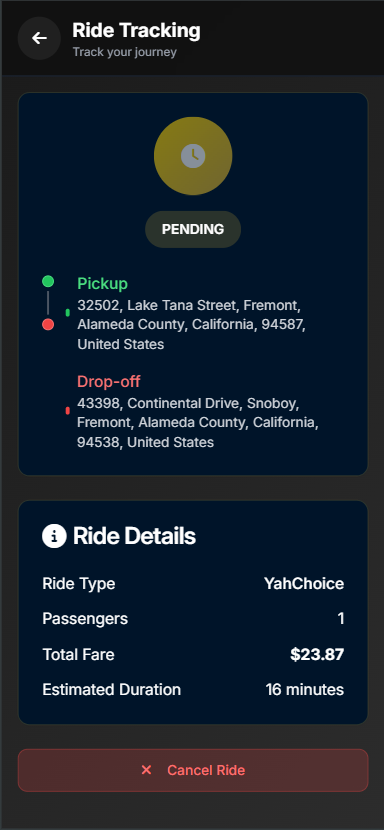 Ride Tracking
Track your journey
PENDING
Pickup
32502, Lake Tana Street, Fremont,
Alameda County, California, 94587,
United States
Drop-off
43398, Continental Drive, Snoboy,
Fremont, Alameda County, California,
94538, United States
Ride Details
Ride Type YahChoice
Passengers 1
Total Fare $23.87
Estimated Duration 16 minutes
Cancel Ride